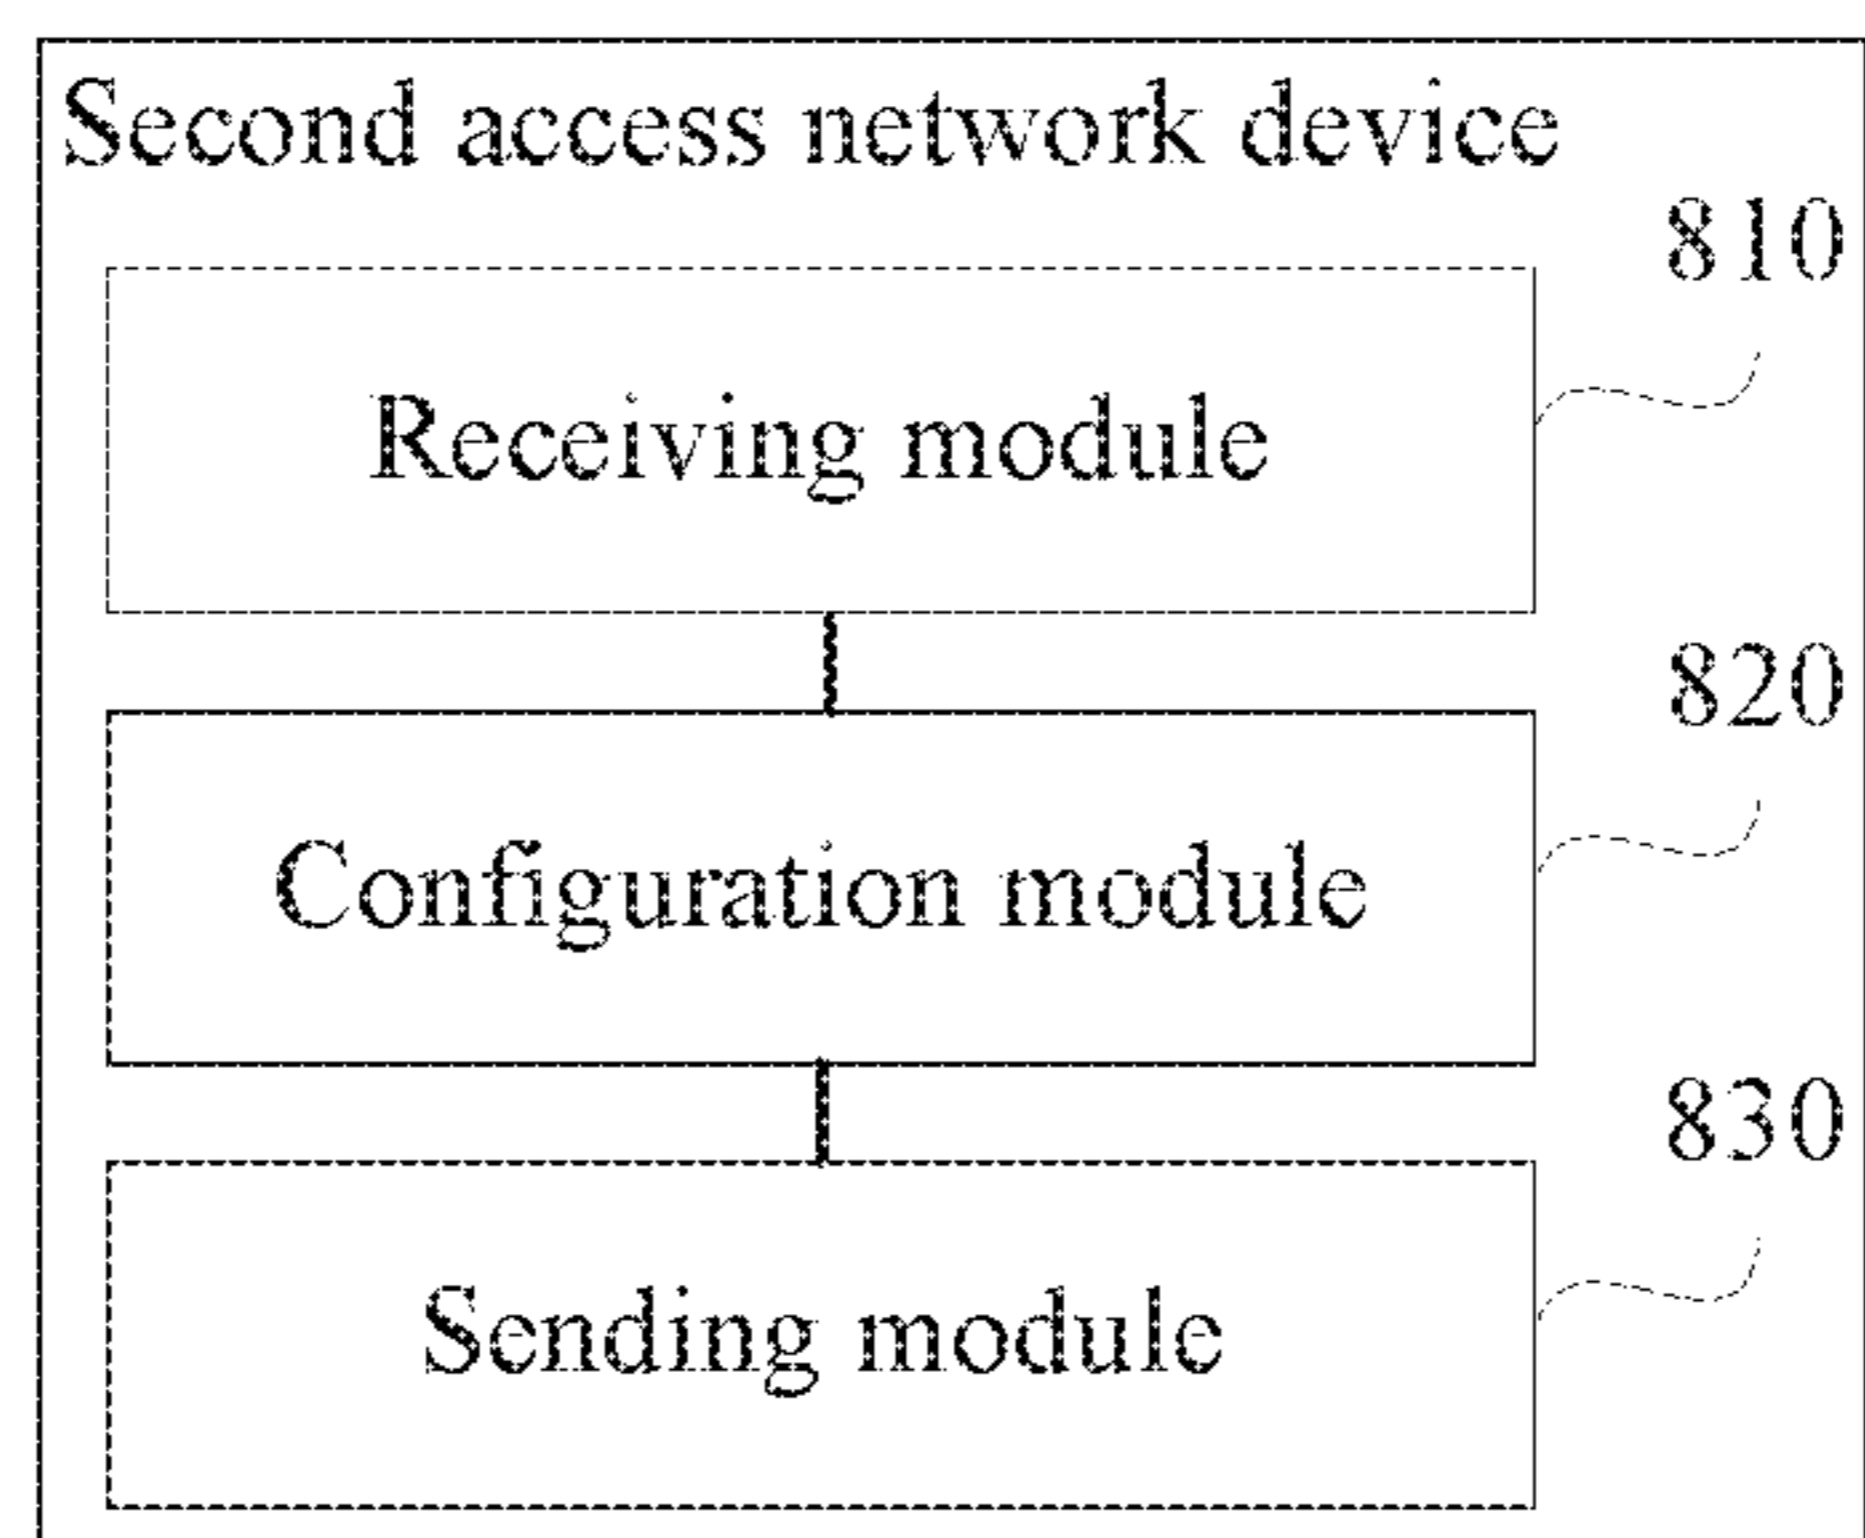 Second access network device
810
Receiving module
820
Configuration module
830
Sending module